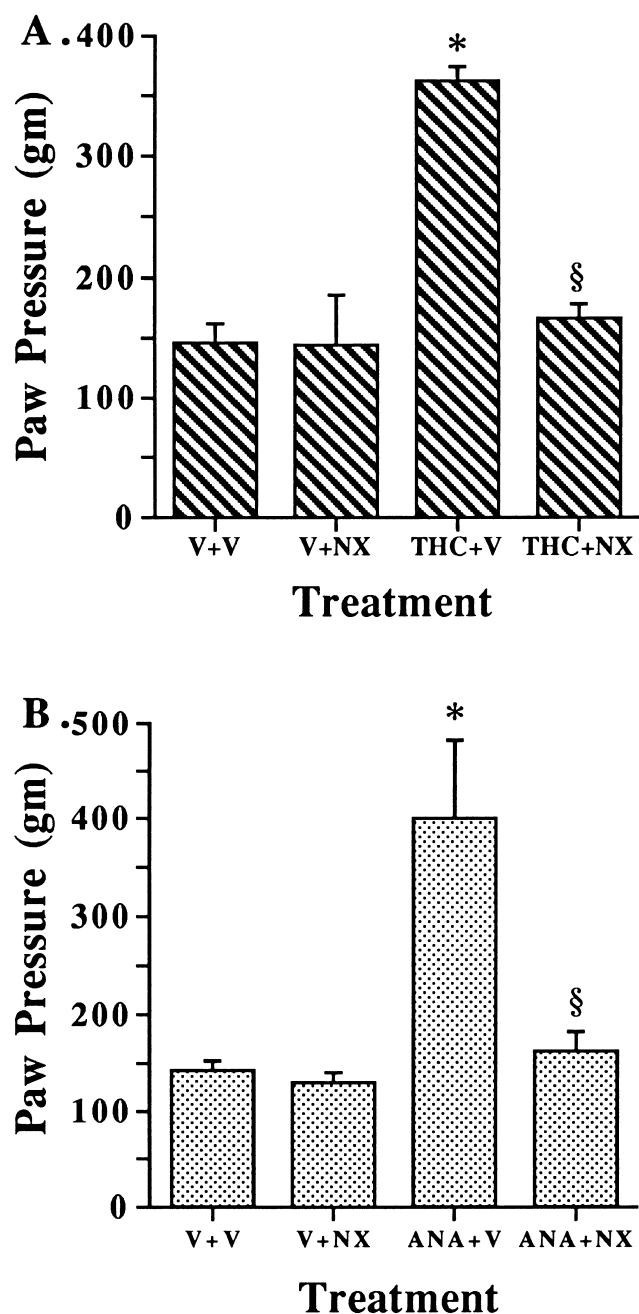 A.
Paw Pressure (gm)
400
300
200
100
0
*
§
V+V V+NX THC+V THC+NX
Treatment
B.
Paw Pressure (gm)
500
400
300
200
100
0
*
§
V+V V+NX ANA+V ANA+NX
Treatment